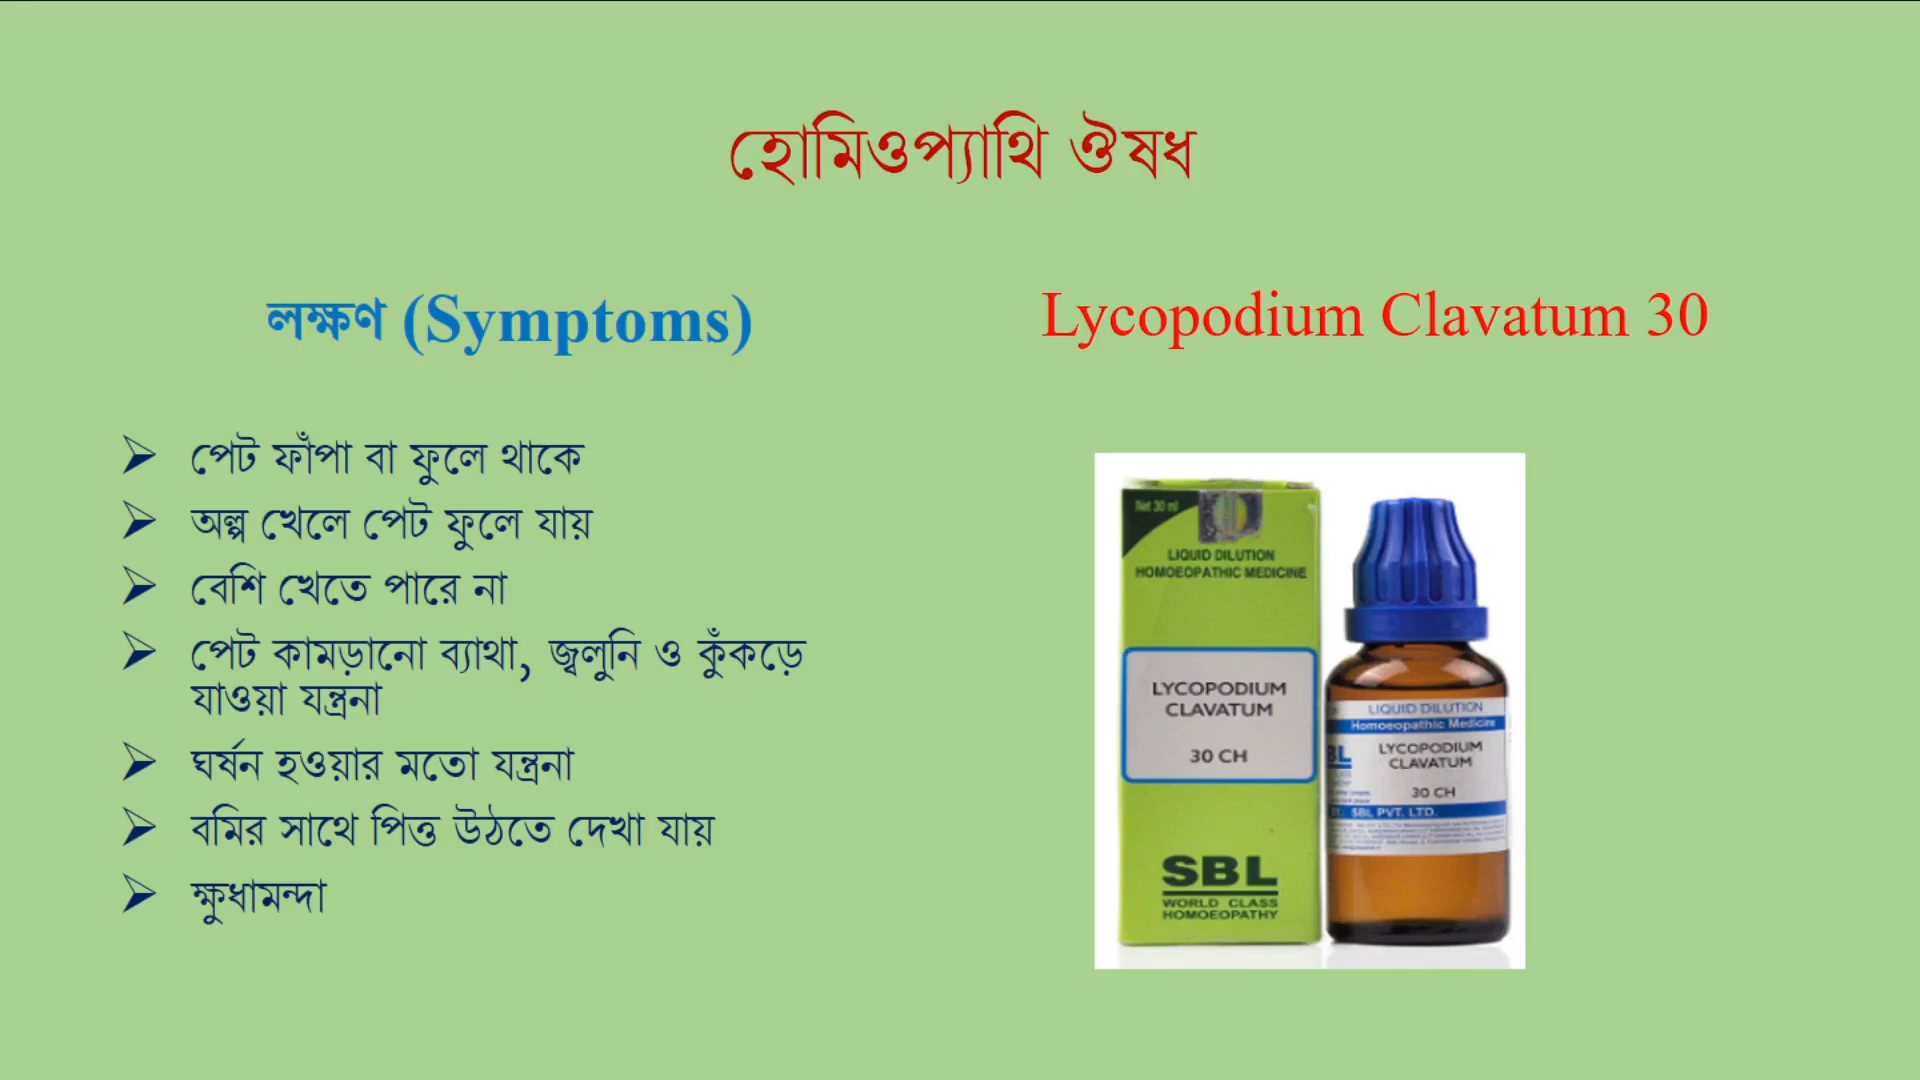 হোমিওপ্যাথি ঔষধ
লক্ষণ (Symptoms)
Lycopodium Clavatum 30
➢ পেট ফাঁপা বা ফুলে থাকে
➢ অল্প খেলে পেট ফুলে যায়
➢ বেশি খেতে পারে না
➢ পেট কামড়ানো ব্যাথা, জ্বলুনি ও কুঁকড়ে
যাওয়া যন্ত্রনা
➢ ঘর্ষন হওয়ার মতো যন্ত্রনা
➢ বমির সাথে পিত্ত উঠতে দেখা যায়
➢ ক্ষুধামন্দা
Net 30 ml
LIQUID DILUTION
HOMOEOPATHIC MEDICINE
LYCOPODIUM
CLAVATUM
30 CH
SBL
WORLD CLASS
HOMOEOPATHY
LIQUID DILUTION
Homoeopathic Medicine
BL
LYCOPODIUM
CLAVATUM
30 CH
SBL PVT. LTD.